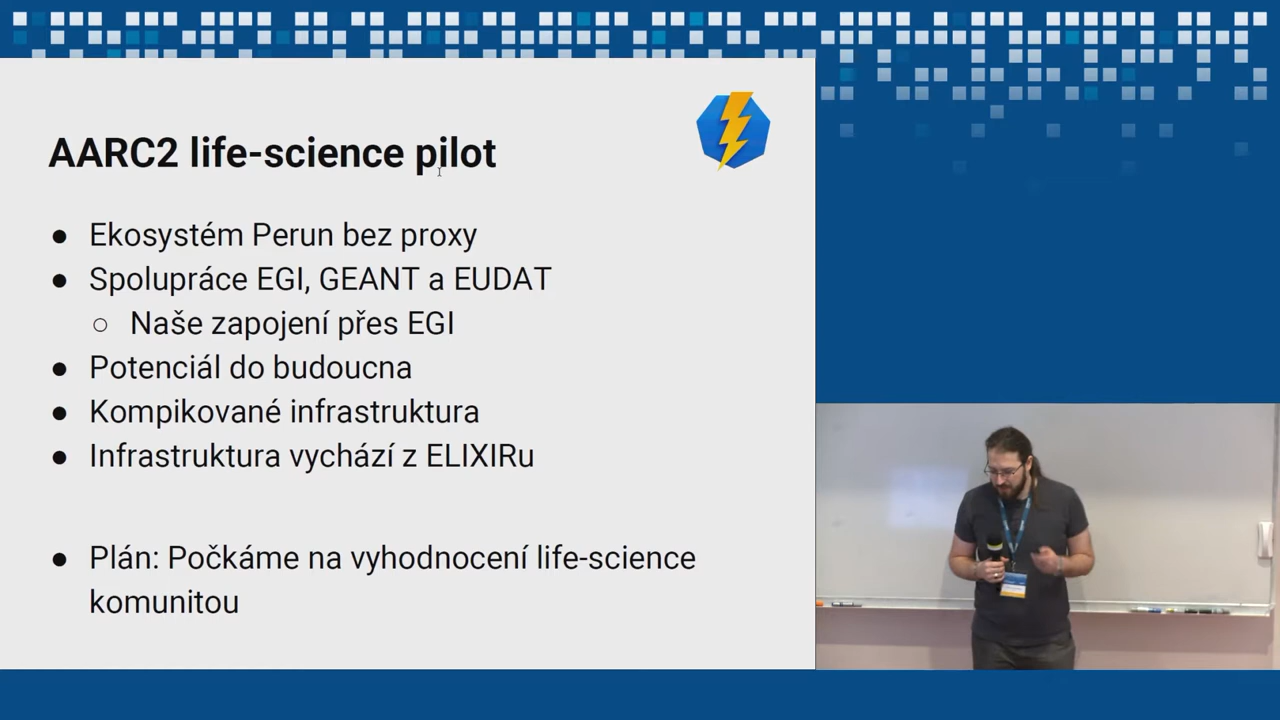 AARC2 life-science pilot
● Ekosystém Perun bez proxy
● Spolupráce EGI, GEANT a EUDAT
○ Naše zapojení přes EGI
● Potenciál do budoucna
● Kompikované infrastruktura
● Infrastruktura vychází z ELIXIRu
● Plán: Počkáme na vyhodnocení life-science
komunitou